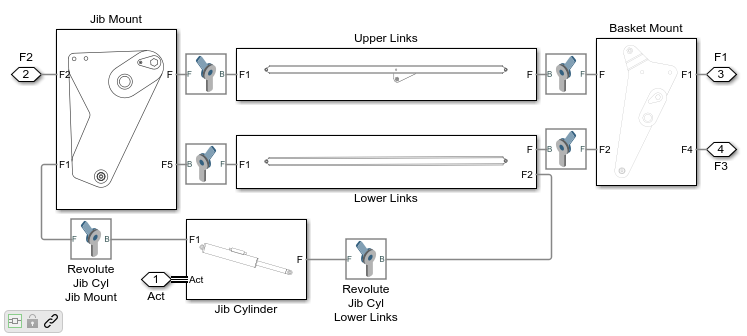 Jib Mount
Upper Links
Basket Mount
F2
2
F2
F
F
B
F1
F
B
F
F
F1
F1
3
F1
F5
B
F
F1
F
F2
B
F
F2
F4
4
F3
Lower Links
F
B
F1
F
F
B
Revolute
Jib Cyl
Jib Mount
1
Act
Act
Jib Cylinder
Revolute
Jib Cyl
Lower Links